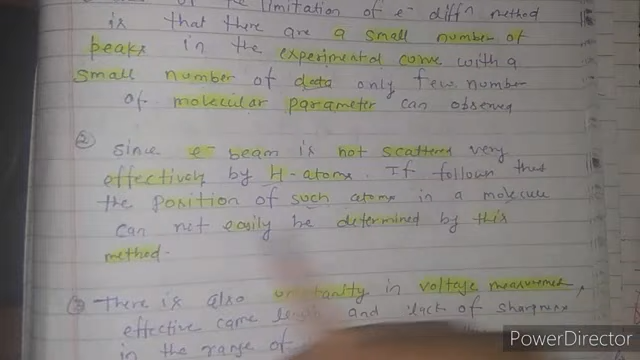 of the limitation of e⁻ diffn method
is that there are a small number of
peaks in the experimental curve with a
small number of data only few number
of molecular parameter can observed
② Since e⁻ beam is not scattered very
effectively by H-atoms. It follows that
the position of such atoms in a molecule
can not easily be determined by this
method.
③ There is also in voltage measurement,
effective came length and lack of sharpness
in the range of
PowerDirector